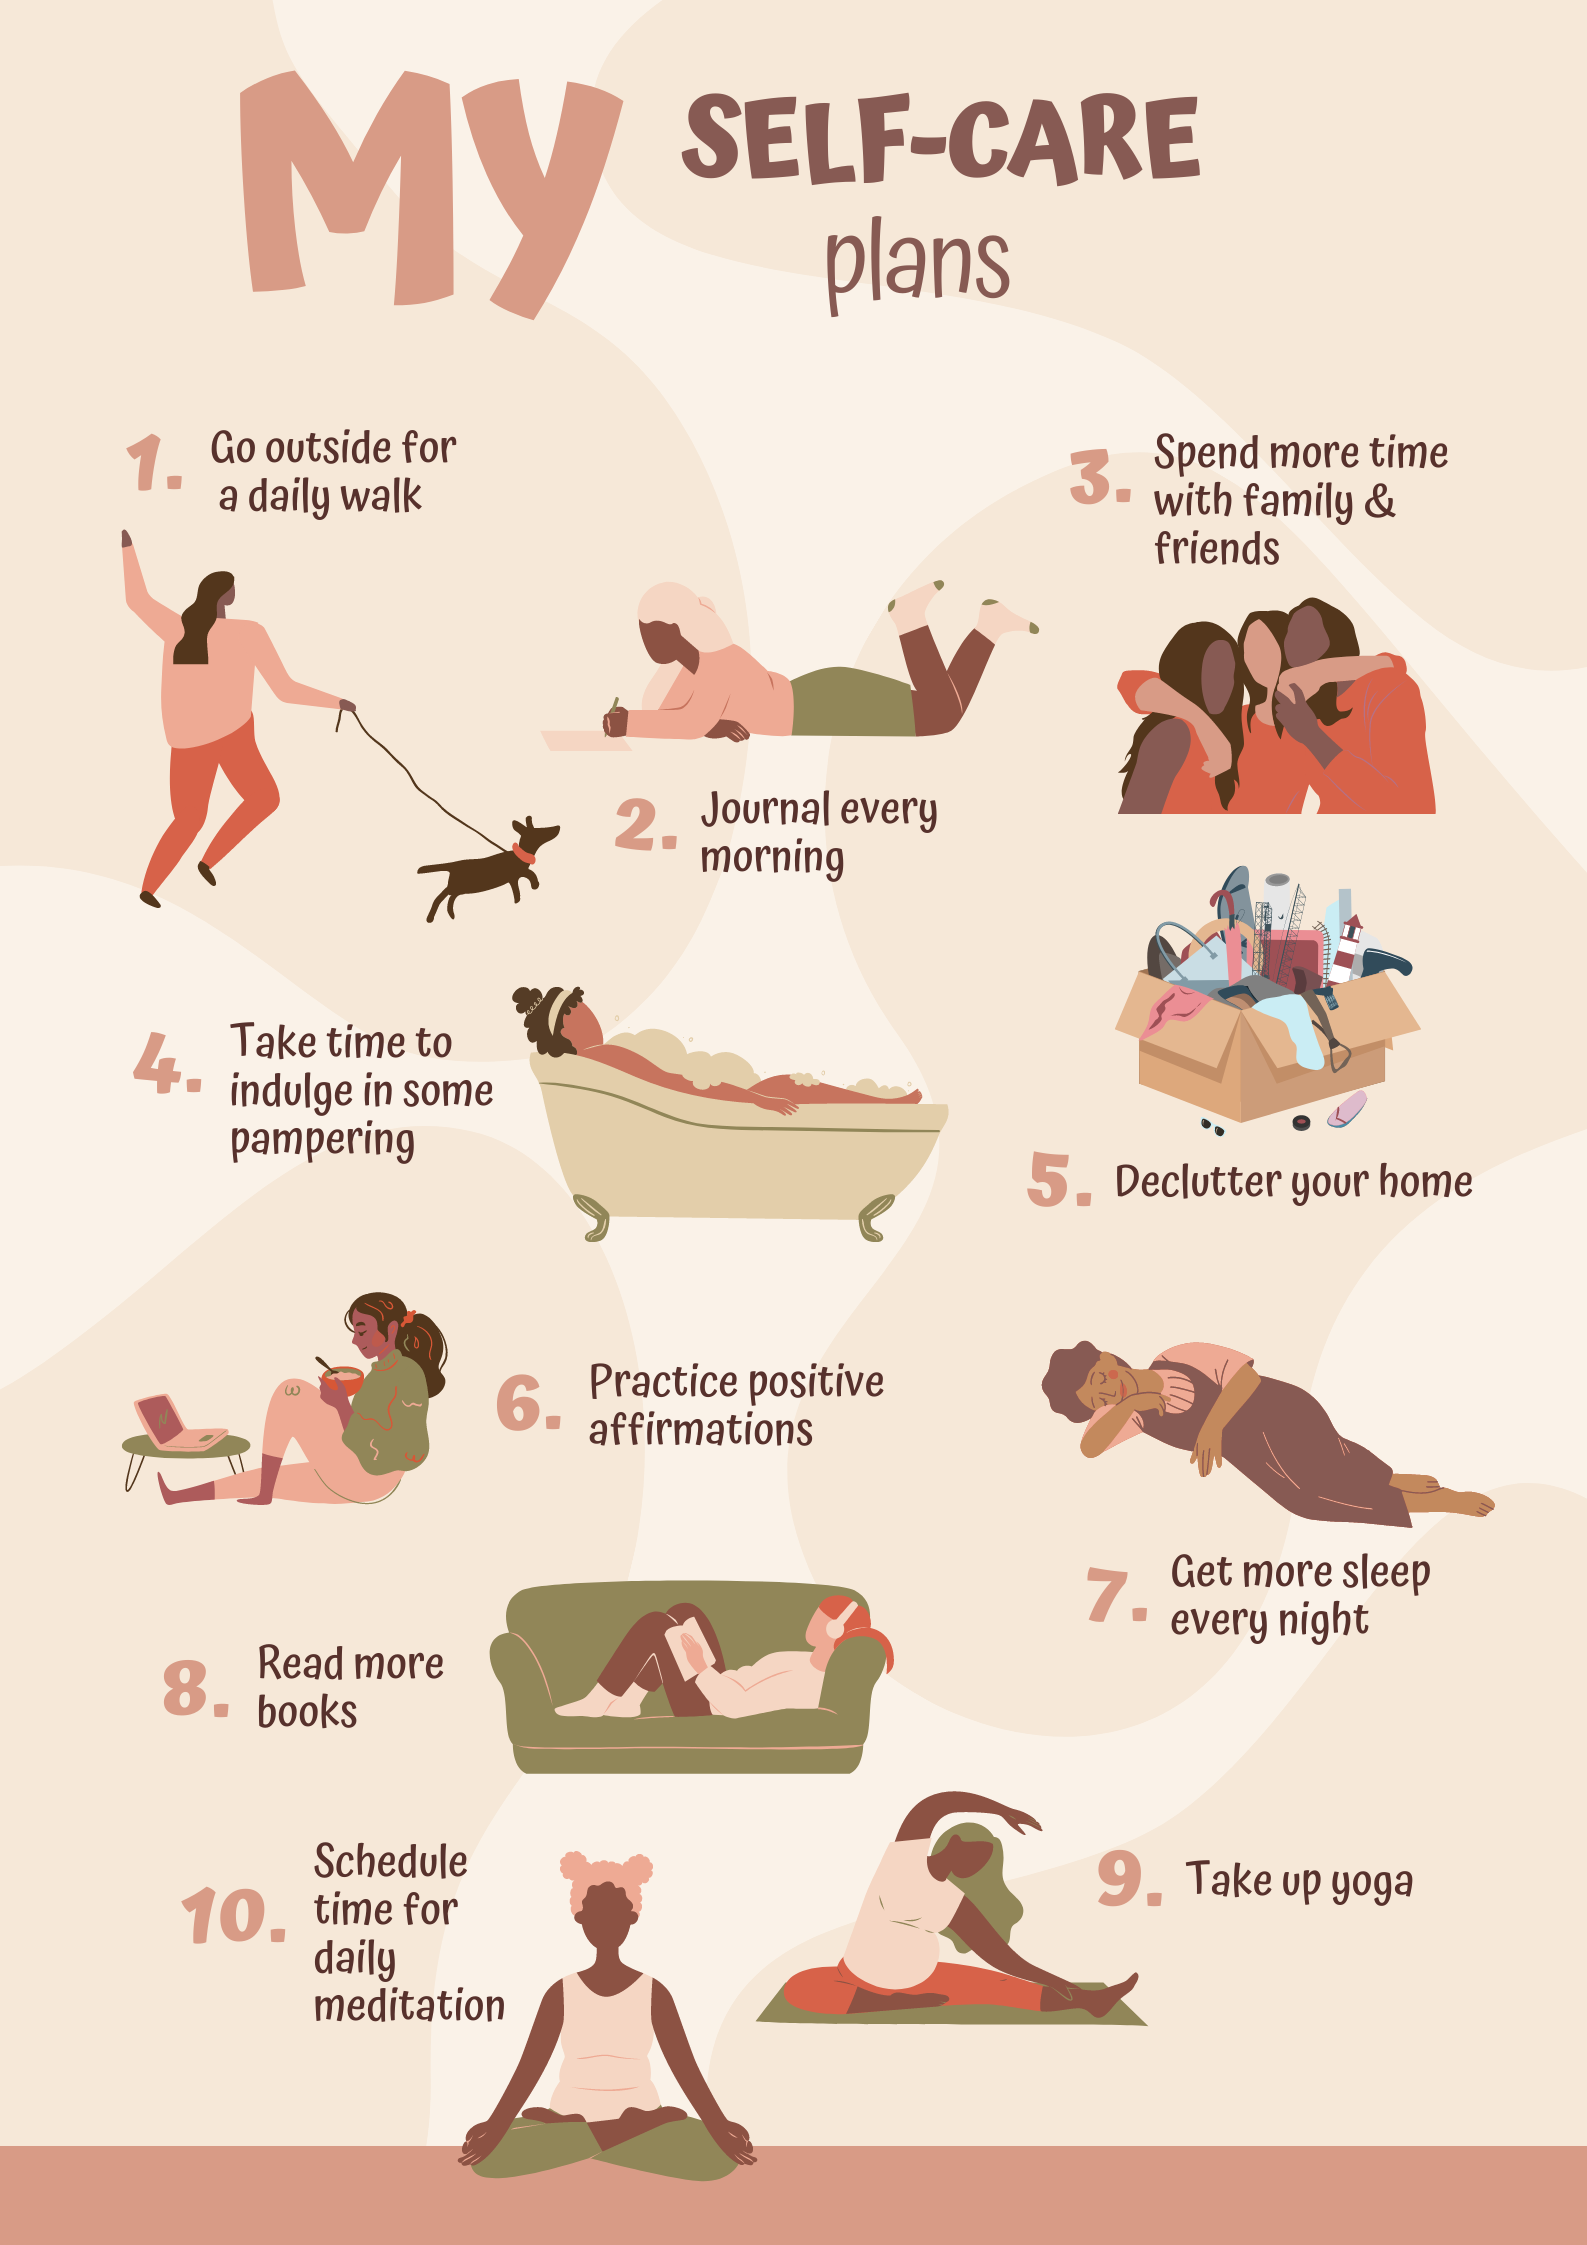 My
SELF-CARE
plans
1.
Go outside for
a daily walk
2.
Journal every
morning
3.
Spend more time
with family &
friends
4.
Take time to
indulge in some
pampering
5.
Declutter your home
6.
Practice positive
affirmations
7.
Get more sleep
every night
8.
Read more
books
9.
Take up yoga
10.
Schedule
time for
daily
meditation